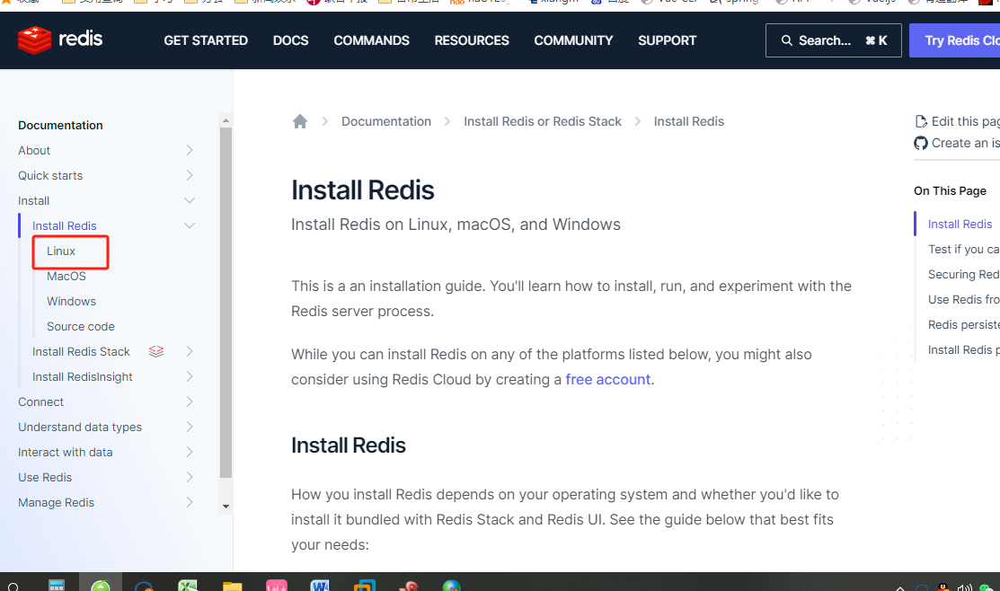 redis
GET STARTED
DOCS
COMMANDS
RESOURCES
COMMUNITY
SUPPORT
Search...
⌘ K
Try Redis Clo
Documentation
About
Quick starts
Install
Install Redis
Linux
MacOS
Windows
Source code
Install Redis Stack
Install RedisInsight
Connect
Understand data types
Interact with data
Use Redis
Manage Redis
Documentation
Install Redis or Redis Stack
Install Redis
Install Redis
Install Redis on Linux, macOS, and Windows
This is a an installation guide. You'll learn how to install, run, and experiment with the
Redis server process.
While you can install Redis on any of the platforms listed below, you might also
consider using Redis Cloud by creating a free account.
Install Redis
How you install Redis depends on your operating system and whether you'd like to
install it bundled with Redis Stack and Redis UI. See the guide below that best fits
your needs:
Edit this pag
Create an is
On This Page
Install Redis
Test if you ca
Securing Red
Use Redis fro
Redis persiste
Install Redis p